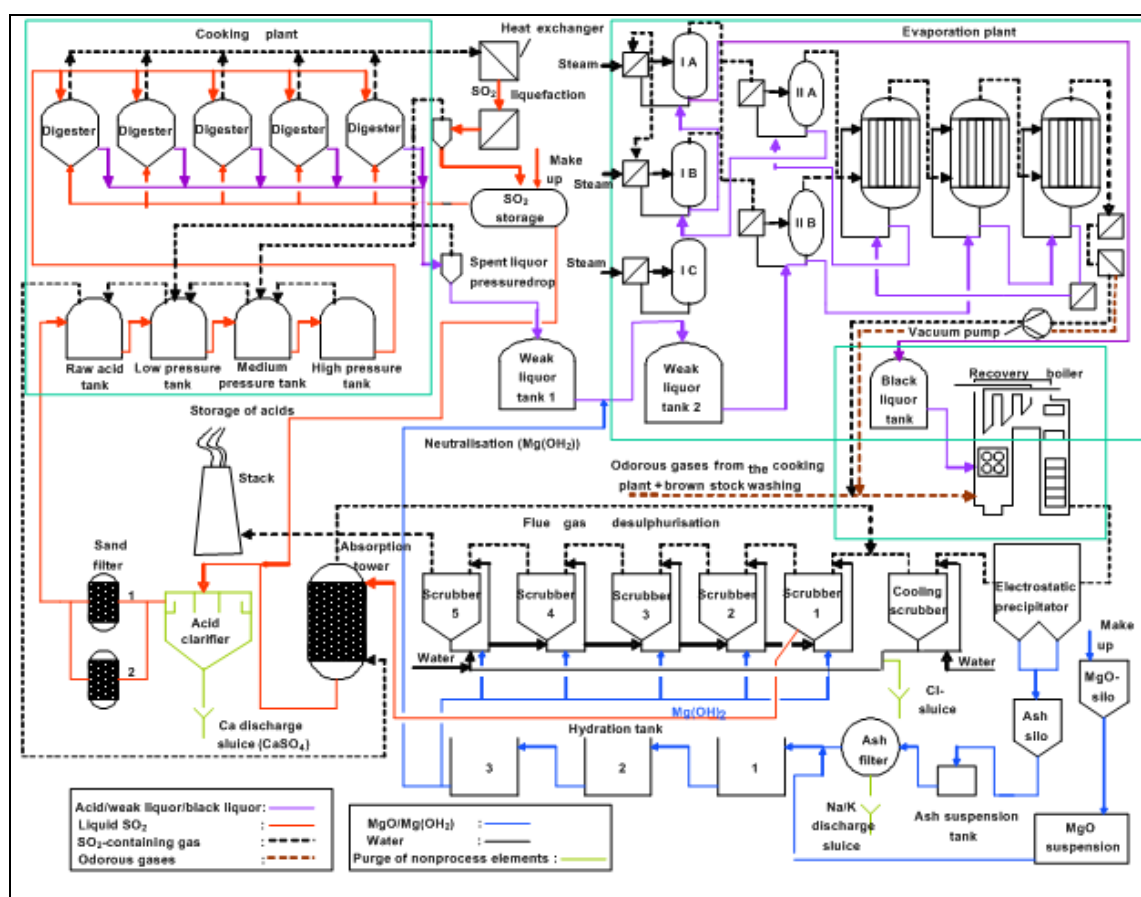 Cooking plant
Heat exchanger
Evaporation plant
Steam
I A
II A
SO2
liquefaction
Digester
Digester
Digester
Digester
Digester
Make
up
Steam
I B
II B
SO2
storage
Steam
I C
Spent liquor
pressuredrop
Vacuum pump
Raw acid
tank
Low pressure
tank
Medium
pressure tank
High pressure
tank
Weak
liquor
tank 1
Weak
liquor
tank 2
Black
liquor
tank
Recovery boiler
Storage of acids
Neutralisation (Mg(OH2))
Stack
Odorous gases from the cooking
plant + brown stock washing
Flue gas desulphurisation
Sand
filter
Absorption
tower
1
2
Acid
clarifier
Scrubber
5
Scrubber
4
Scrubber
3
Scrubber
2
Scrubber
1
Cooling
scrubber
Electrostatic
precipitator
Make
up
Water
Water
MgO-
silo
Cl-
sluice
Mg(OH)2
Ash
silo
Ca discharge
sluice (CaSO4)
Hydration tank
3
2
1
Ash
filter
Na/K
discharge
sluice
Ash suspension
tank
MgO
suspension
Acid/weak liquor/black liquor:
Liquid SO2 :
SO2-containing gas :
Odorous gases :
MgO/Mg(OH2) :
Water :
Purge of nonprocess elements :